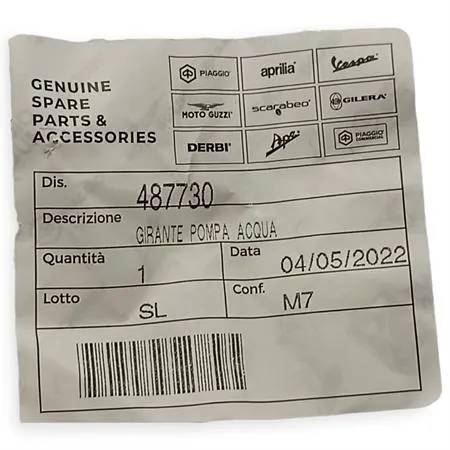 GENUINE
SPARE
PARTS &
ACCESSORIES
PIAGGIO aprilia Vespa
MOTO GUZZI scarabeo GILERA
DERBI Ape PIAGGIO COMMERCIAL
Dis. 487730
Descrizione GIRANTE POMPA ACQUA
Quantità 1 Data 04/05/2022
Lotto SL Conf. M7